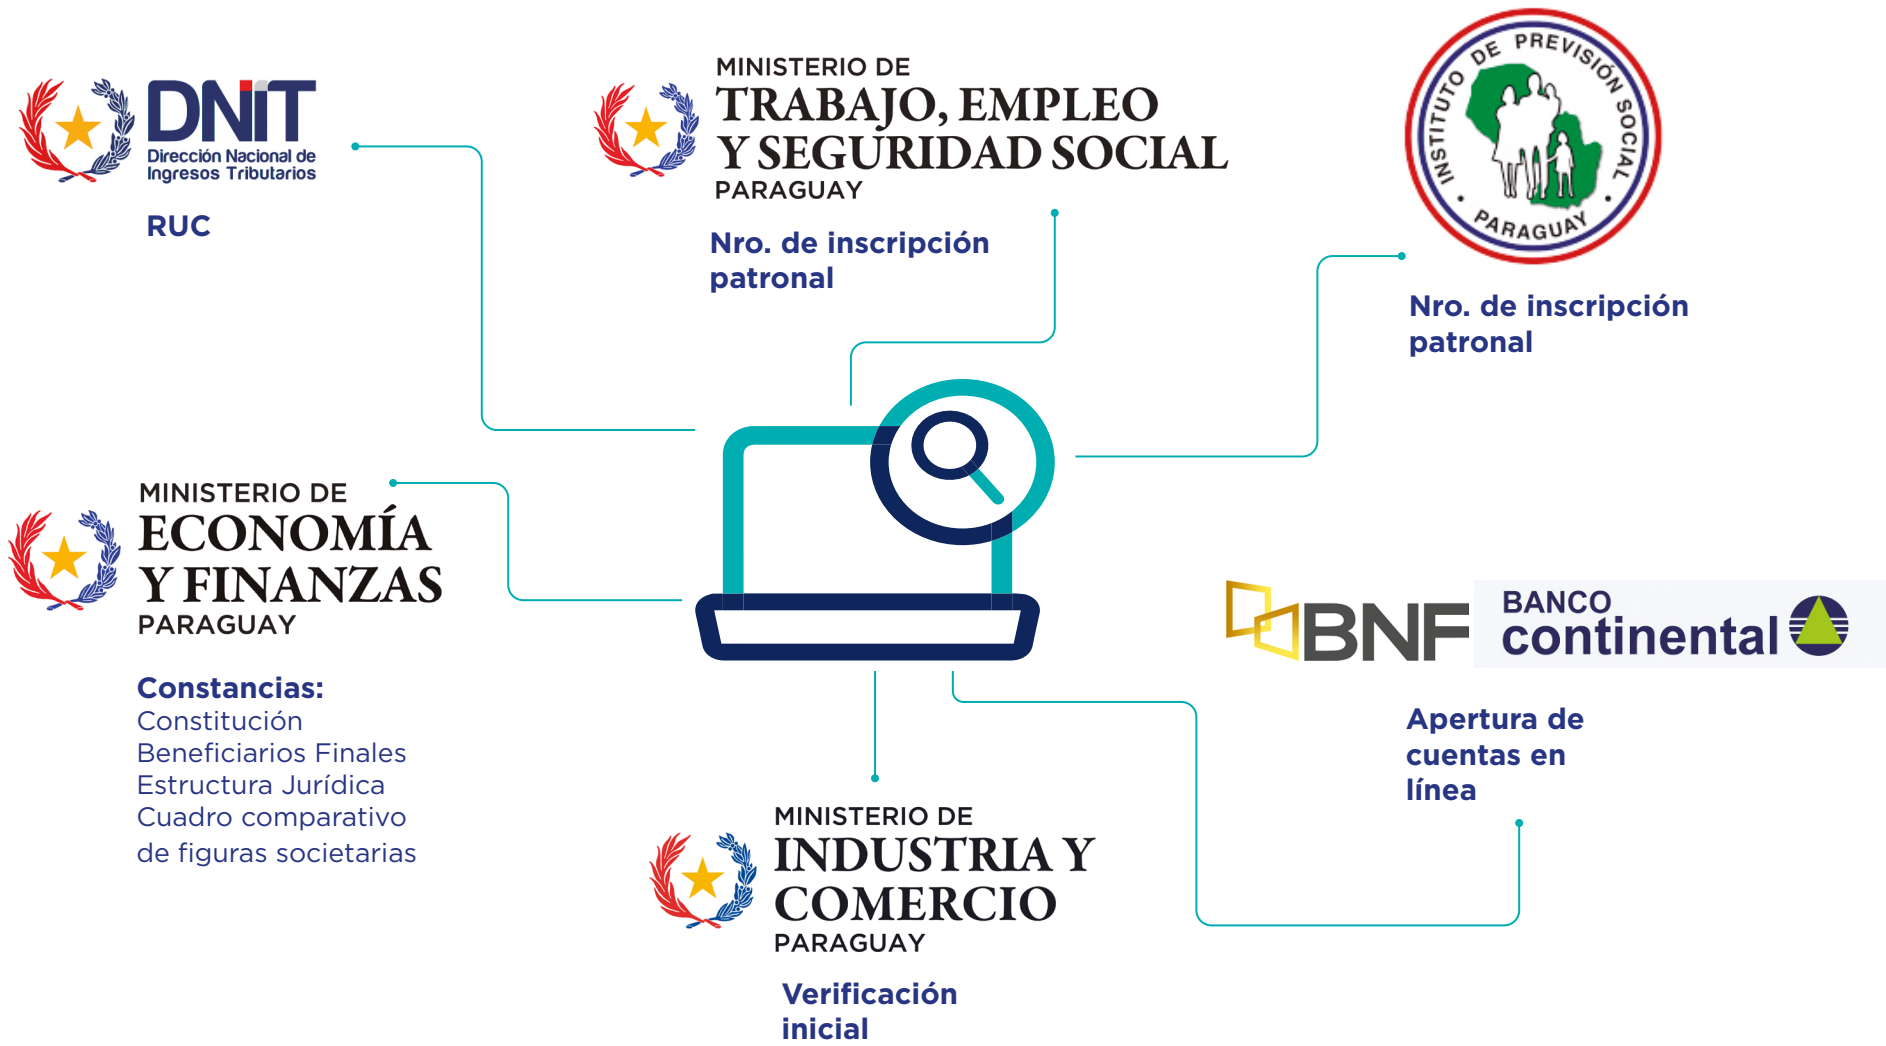 DNIT
Dirección Nacional de
Ingresos Tributarios
RUC
MINISTERIO DE
TRABAJO, EMPLEO
Y SEGURIDAD SOCIAL
PARAGUAY
Nro. de inscripción
patronal
INSTITUTO DE PREVISIÓN SOCIAL
• PARAGUAY •
Nro. de inscripción
patronal
MINISTERIO DE
ECONOMÍA
Y FINANZAS
PARAGUAY
Constancias:
Constitución
Beneficiarios Finales
Estructura Jurídica
Cuadro comparativo
de figuras societarias
BNF
BANCO
continental
Apertura de
cuentas en
línea
MINISTERIO DE
INDUSTRIA Y
COMERCIO
PARAGUAY
Verificación
inicial